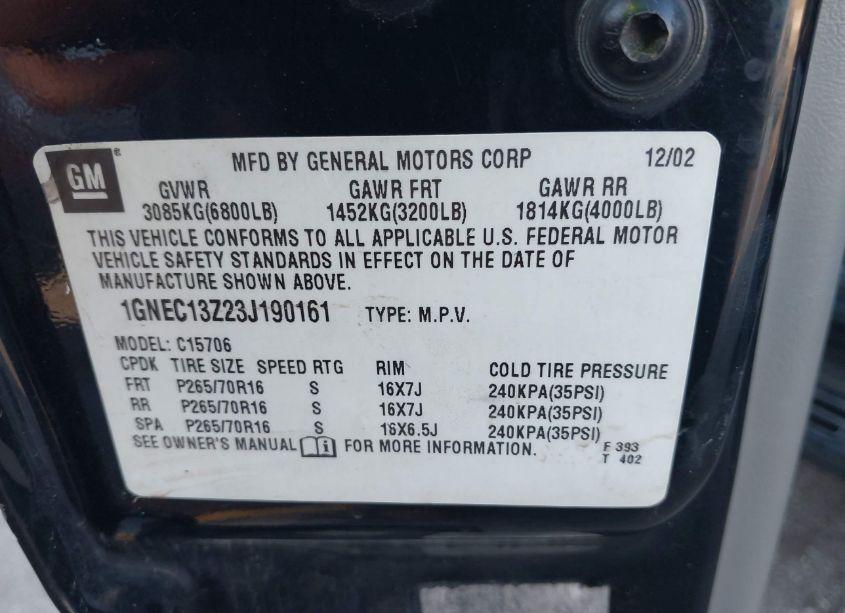 GM ® MFD BY GENERAL MOTORS CORP 12/02
GVWR GAWR FRT GAWR RR
3085KG(6800LB) 1452KG(3200LB) 1814KG(4000LB)
THIS VEHICLE CONFORMS TO ALL APPLICABLE U.S. FEDERAL MOTOR
VEHICLE SAFETY STANDARDS IN EFFECT ON THE DATE OF
MANUFACTURE SHOWN ABOVE.
1GNEC13Z23J190161 TYPE: M.P.V.
MODEL: C15706
CPDK TIRE SIZE SPEED RTG RIM COLD TIRE PRESSURE
FRT P265/70R16 S 16X7J 240KPA(35PSI)
RR P265/70R16 S 16X7J 240KPA(35PSI)
SPA P265/70R16 S 16X6.5J 240KPA(35PSI)
SEE OWNER'S MANUAL FOR MORE INFORMATION. F 393
T 402